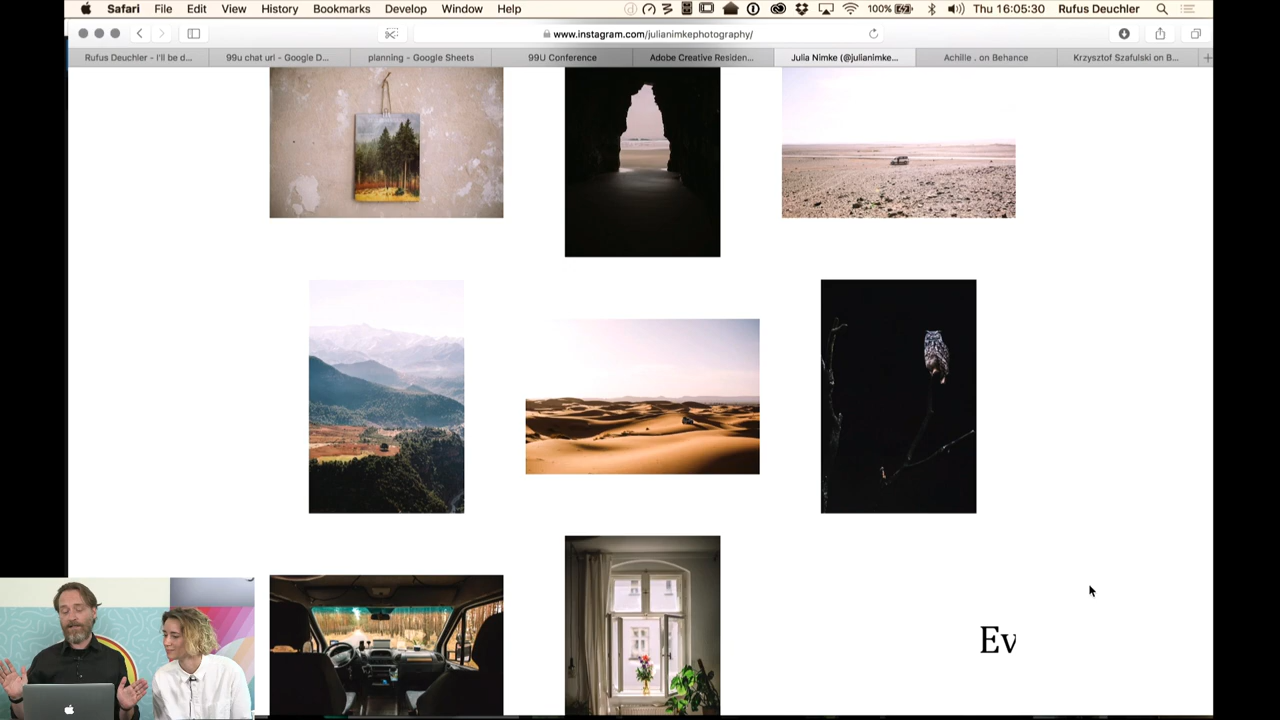 Safari File Edit View History Bookmarks Develop Window Help 100% Thu 16:05:30 Rufus Deuchler
www.instagram.com/julianimkephotography/
Rufus Deuchler - I'll be d... 99u chat url - Google D... planning - Google Sheets 99U Conference Adobe Creative Residen... Julia Nimke (@julianimke... Achille . on Behance Krzysztof Szafulski on B...
Ev